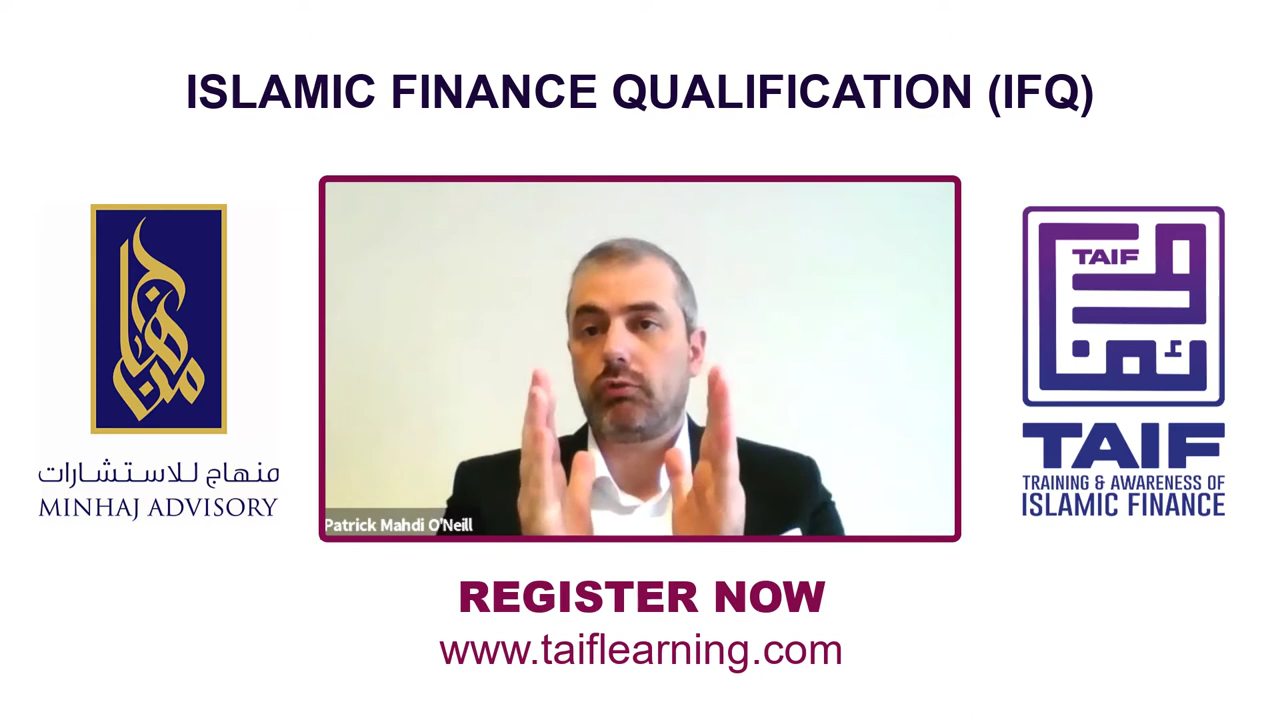 ISLAMIC FINANCE QUALIFICATION (IFQ)
منهاج
منهاج للاستشارات
MINHAJ ADVISORY
Patrick Mahdi O'Neill
TAIF
TAIF
TRAINING & AWARENESS OF
ISLAMIC FINANCE
REGISTER NOW
www.taiflearning.com